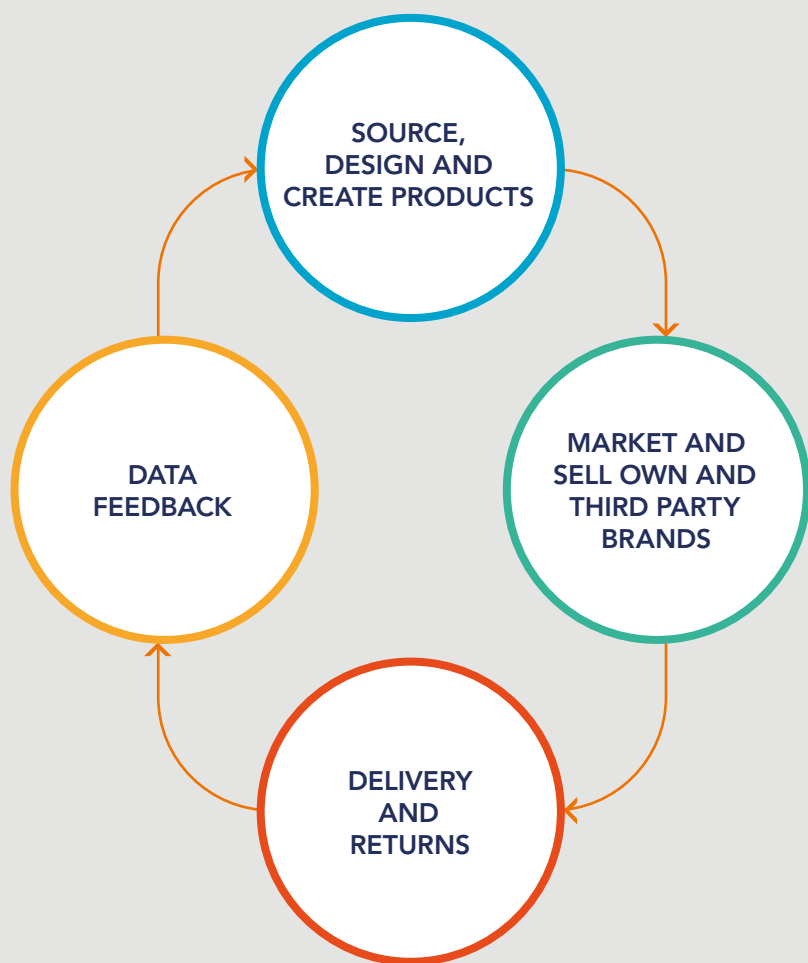 SOURCE,
DESIGN AND
CREATE PRODUCTS
MARKET AND
SELL OWN AND
THIRD PARTY
BRANDS
DELIVERY
AND
RETURNS
DATA
FEEDBACK